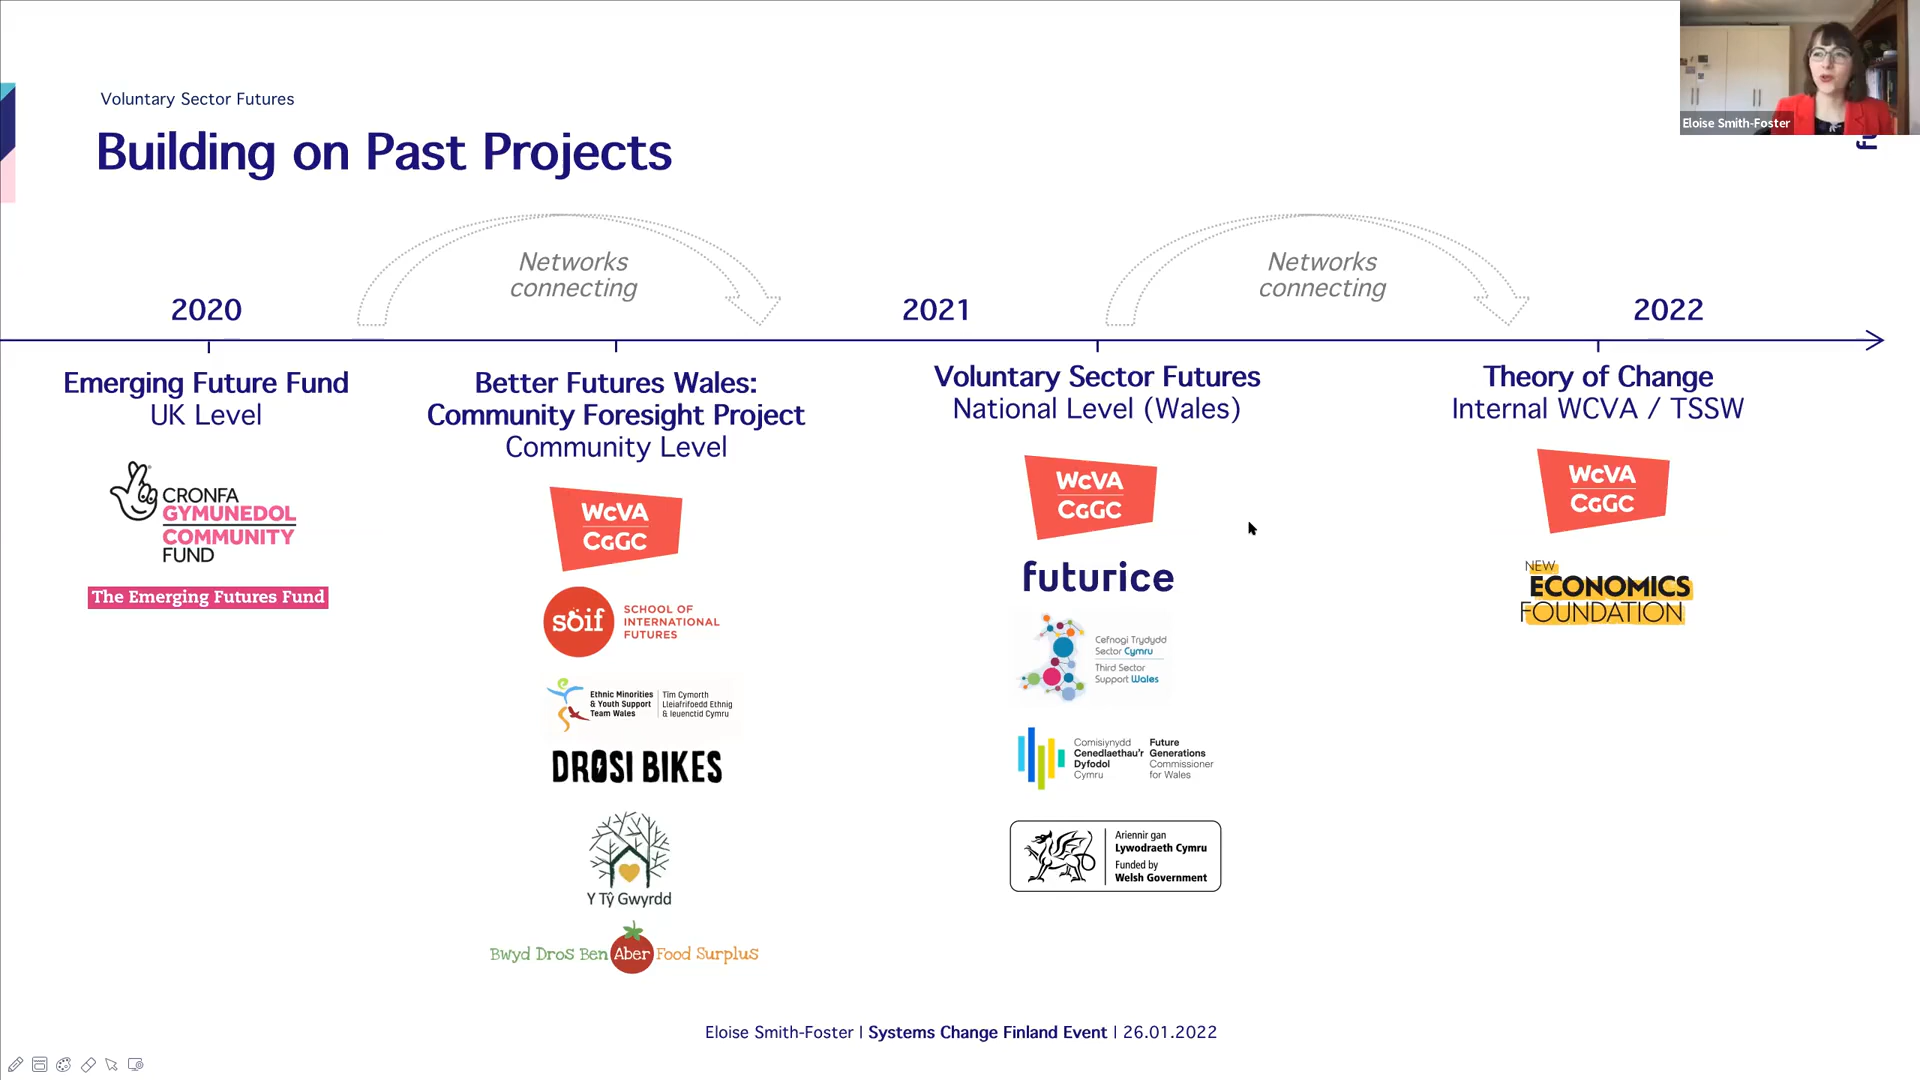 Voluntary Sector Futures
Building on Past Projects
Eloise Smith-Foster
Networks
connecting
Networks
connecting
2020
2021
2022
Emerging Future Fund
UK Level
CRONFA
GYMUNEDOL
COMMUNITY
FUND
The Emerging Futures Fund
Better Futures Wales:
Community Foresight Project
Community Level
WCVA
CGGC
soif
SCHOOL OF
INTERNATIONAL
FUTURES
Ethnic Minorities
& Youth Support
Team Wales
Tîm Cymorth
Lleiafrifoedd Ethnig
& Ieuenctid Cymru
DROSI BIKES
Y Tŷ Gwyrdd
Bwyd Dros Ben Aber Food Surplus
Voluntary Sector Futures
National Level (Wales)
WCVA
CGGC
futurice
Cefnogi Trydydd
Sector Cymru
Third Sector
Support Wales
Comisiynydd
Cenedlaethau'r
Dyfodol
Cymru
Future
Generations
Commissioner
for Wales
Ariennir gan
Lywodraeth Cymru
Funded by
Welsh Government
Theory of Change
Internal WCVA / TSSW
WCVA
CGGC
NEW
ECONOMICS
FOUNDATION
Eloise Smith-Foster | Systems Change Finland Event | 26.01.2022